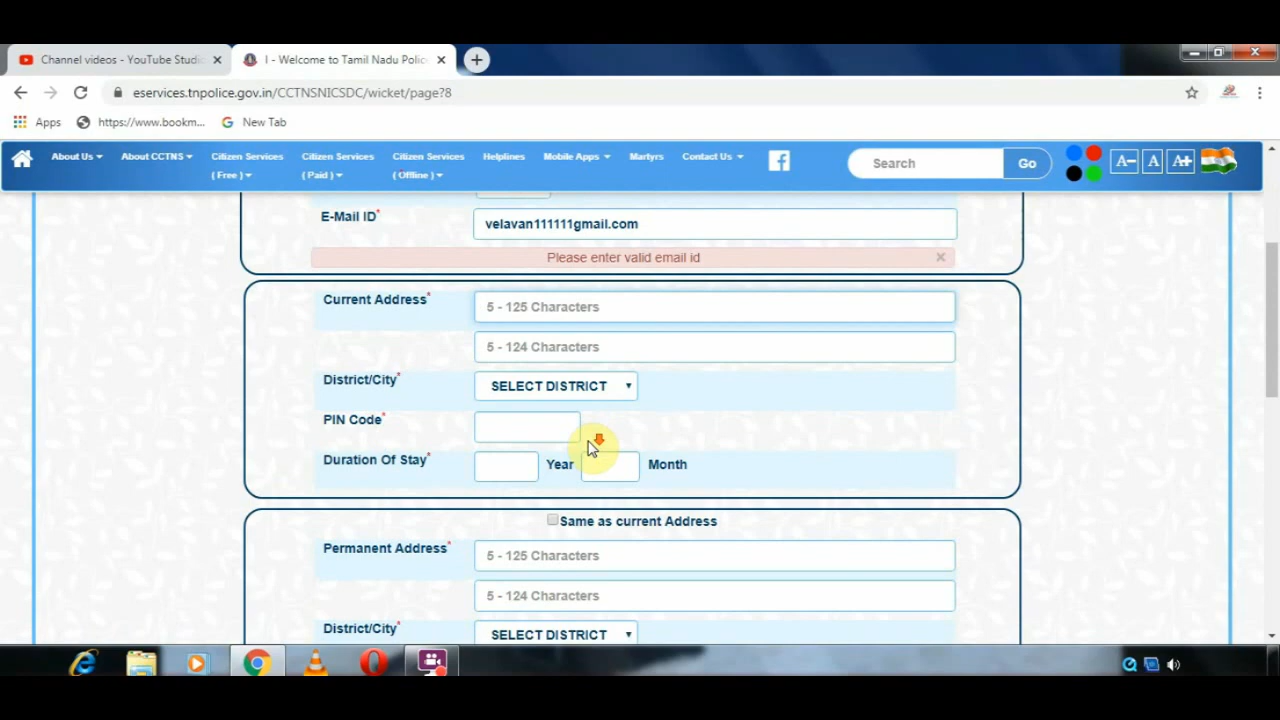 Channel videos - YouTube Studi
I - Welcome to Tamil Nadu Polic
eservices.tnpolice.gov.in/CCTNSNICSDC/wicket/page?8
Apps https://www.bookm... New Tab
About Us About CCTNS Citizen Services ( Free ) Citizen Services ( Paid ) Citizen Services ( Offline ) Helplines Mobile Apps Martyrs Contact Us Search Go A- A A+
E-Mail ID* velavan111111gmail.com
Please enter valid email id ×
Current Address* 5 - 125 Characters
5 - 124 Characters
District/City* SELECT DISTRICT
PIN Code*
Duration Of Stay* Year Month
Same as current Address
Permanent Address* 5 - 125 Characters
5 - 124 Characters
District/City* SELECT DISTRICT